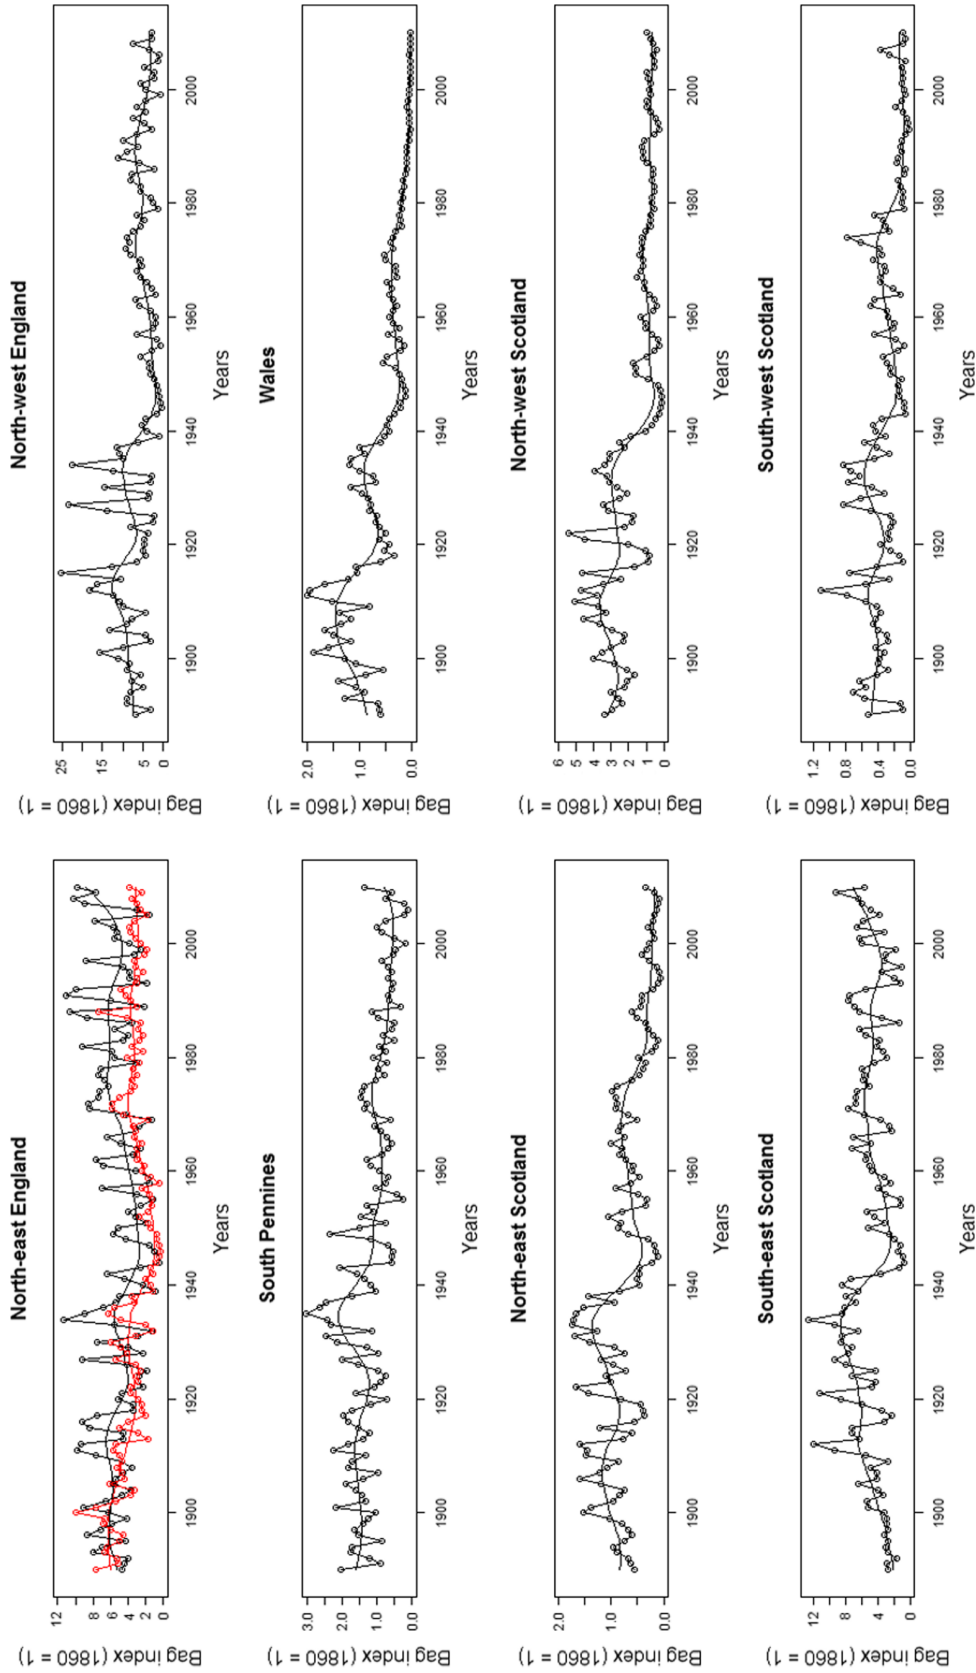 North-east England
Bag index (1860 = 1)
12
8
6
4
2
0
1900 1920 1940 1960 1980 2000
Years
North-west England
Bag index (1860 = 1)
25
15
5
0
1900 1920 1940 1960 1980 2000
Years
South Pennines
Bag index (1860 = 1)
3.0
2.0
1.0
0.0
1900 1920 1940 1960 1980 2000
Years
Wales
Bag index (1860 = 1)
2.0
1.0
0.0
1900 1920 1940 1960 1980 2000
Years
North-east Scotland
Bag index (1860 = 1)
2.0
1.0
0.0
1900 1920 1940 1960 1980 2000
Years
North-west Scotland
Bag index (1860 = 1)
6
5
4
3
2
1
0
1900 1920 1940 1960 1980 2000
Years
South-east Scotland
Bag index (1860 = 1)
12
8
4
0
1900 1920 1940 1960 1980 2000
Years
South-west Scotland
Bag index (1860 = 1)
1.2
0.8
0.4
0.0
1900 1920 1940 1960 1980 2000
Years